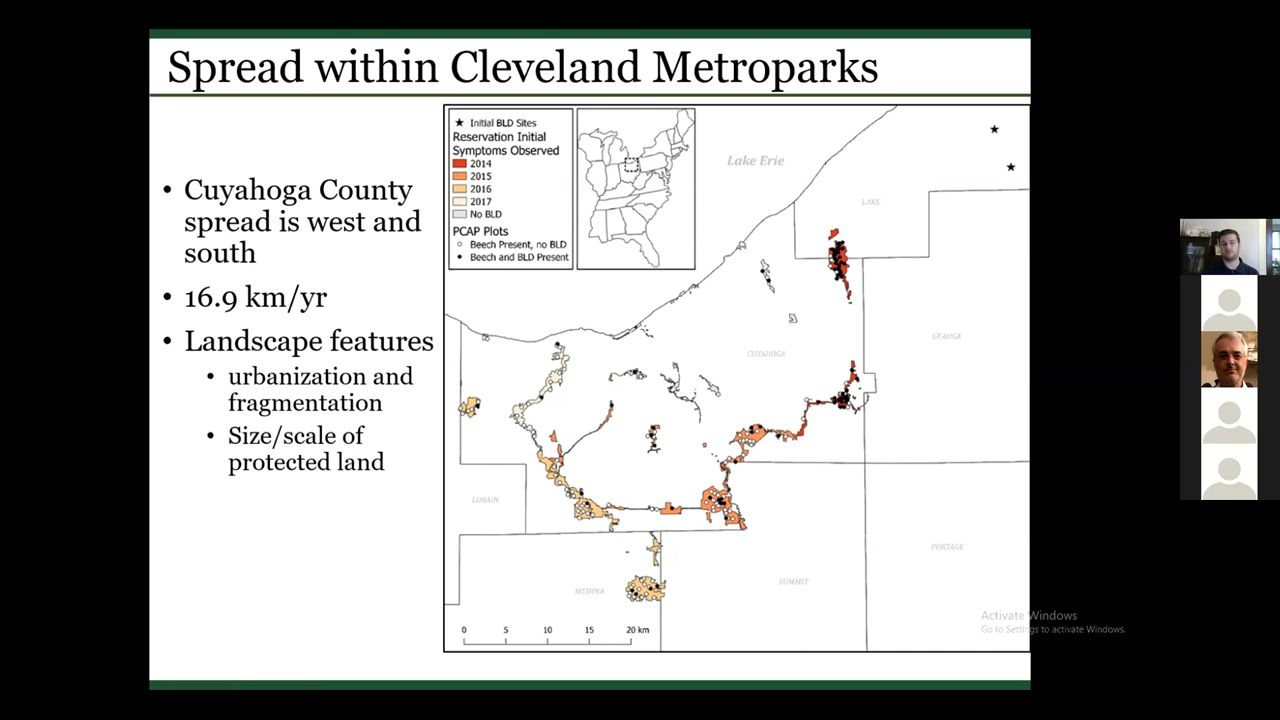 Spread within Cleveland Metroparks
• Cuyahoga County
spread is west and
south
• 16.9 km/yr
• Landscape features
• urbanization and
fragmentation
• Size/scale of
protected land
★ Initial BLD Sites
Reservation Initial
Symptoms Observed
2014
2015
2016
2017
No BLD
PCAP Plots
Beech Present, no BLD
Beech and BLD Present
Lake Erie
LAKE
GEAUGA
CUYAHOGA
LORAIN
PORTAGE
SUMMIT
MEDINA
0 5 10 15 20 km
Activate Windows
Go to Settings to activate Windows.